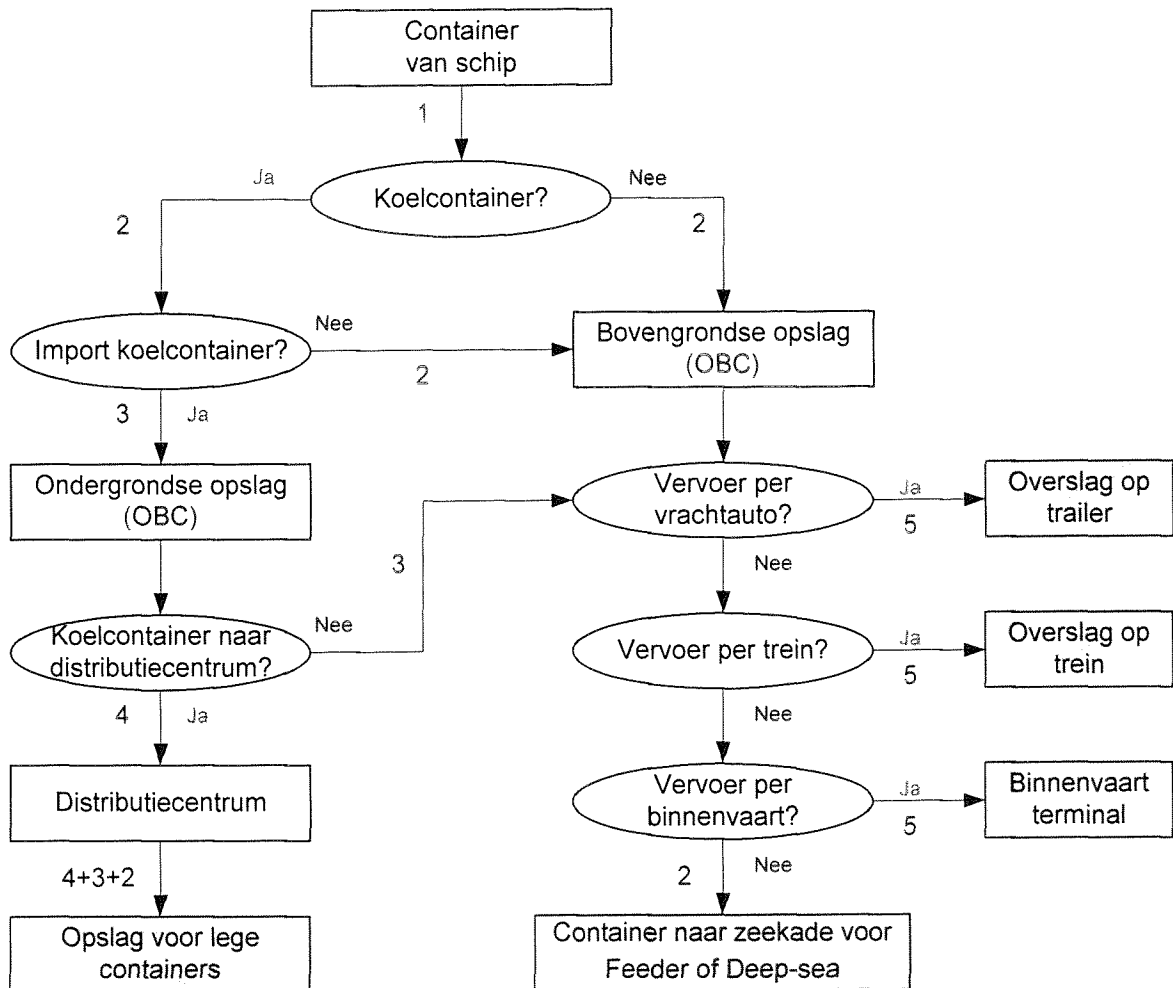 Container
van schip
1
Ja
Koelcontainer?
Nee
2
2
Import koelcontainer?
Nee
2
Bovengrondse opslag
(OBC)
3
Ja
Ondergrondse opslag
(OBC)
Vervoer per
vrachtauto?
Ja
5
Overslag op
trailer
3
Nee
Koelcontainer naar
distributiecentrum?
Nee
Vervoer per trein?
Ja
5
Overslag op
trein
4
Ja
Nee
Distributiecentrum
Vervoer per
binnenvaart?
Ja
5
Binnenvaart
terminal
4+3+2
2
Nee
Opslag voor lege
containers
Container naar zeekade voor
Feeder of Deep-sea